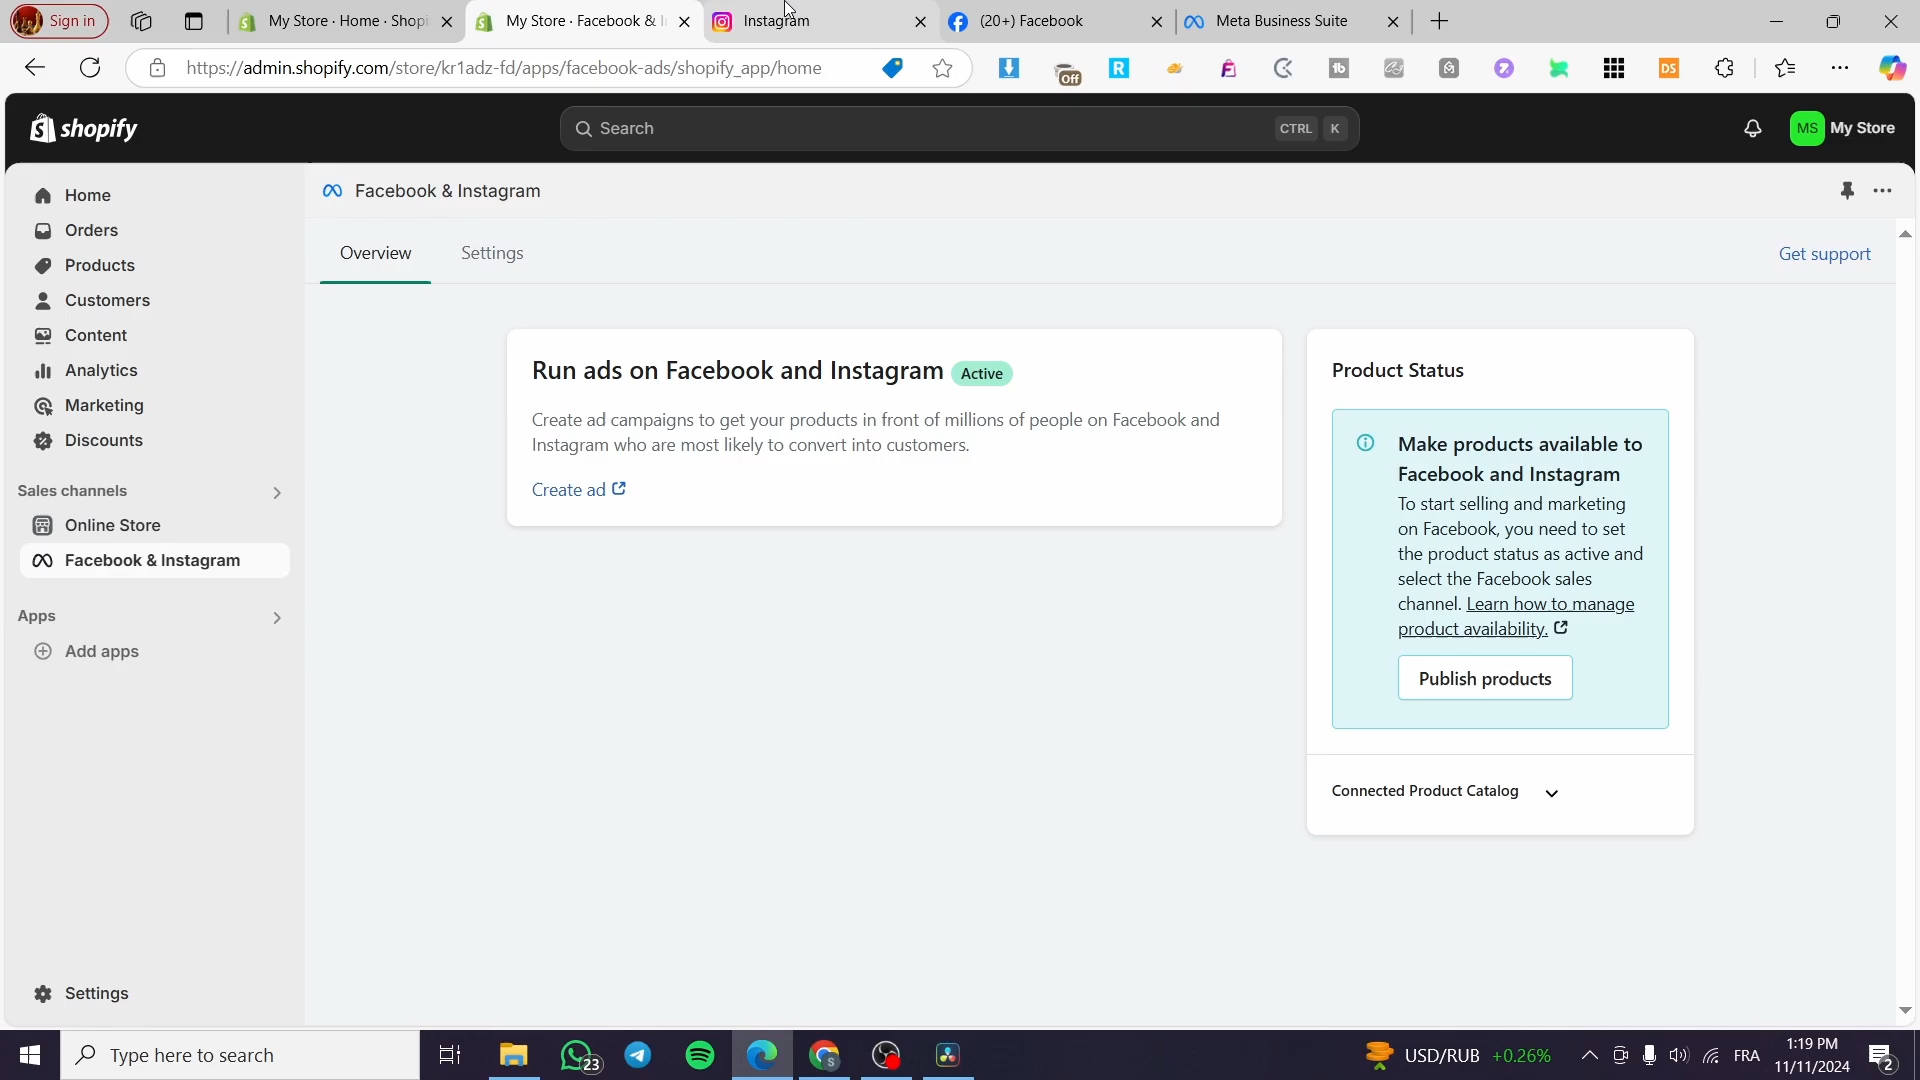 Sign in
My Store · Home · Shopi
My Store · Facebook & I
Instagram
(20+) Facebook
Meta Business Suite
https://admin.shopify.com/store/kr1adz-fd/apps/facebook-ads/shopify_app/home
Off
R
tb
DS
shopify
Search
CTRL K
MS
My Store
Home
Orders
Products
Customers
Content
Analytics
Marketing
Discounts
Sales channels
Online Store
Facebook & Instagram
Apps
Add apps
Settings
Facebook & Instagram
Overview
Settings
Get support
Run ads on Facebook and Instagram Active
Create ad campaigns to get your products in front of millions of people on Facebook and
Instagram who are most likely to convert into customers.
Create ad
Product Status
Make products available to
Facebook and Instagram
To start selling and marketing
on Facebook, you need to set
the product status as active and
select the Facebook sales
channel. Learn how to manage
product availability.
Publish products
Connected Product Catalog
Type here to search
23
USD/RUB +0.26%
FRA
1:19 PM
11/11/2024
2